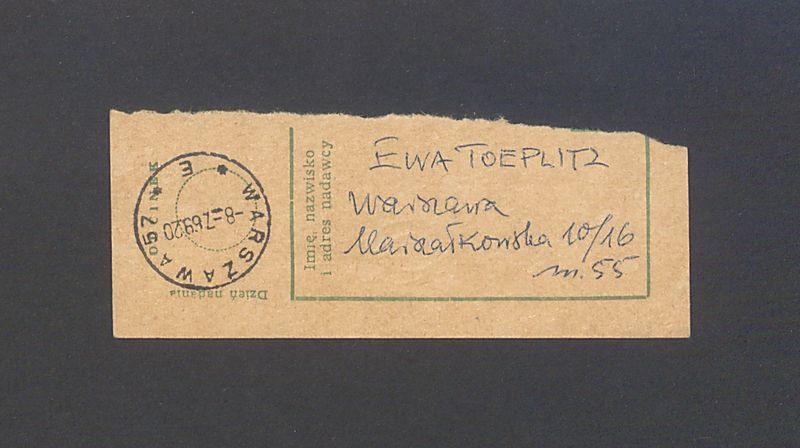 ODCINEK
WARSZAWA 57
E
-8=7.69.20
Dzień nadania
Imię, nazwisko
i adres nadawcy
EWA TOEPLITZ
Warszawa
Marszałkowska 10/16
m. 55